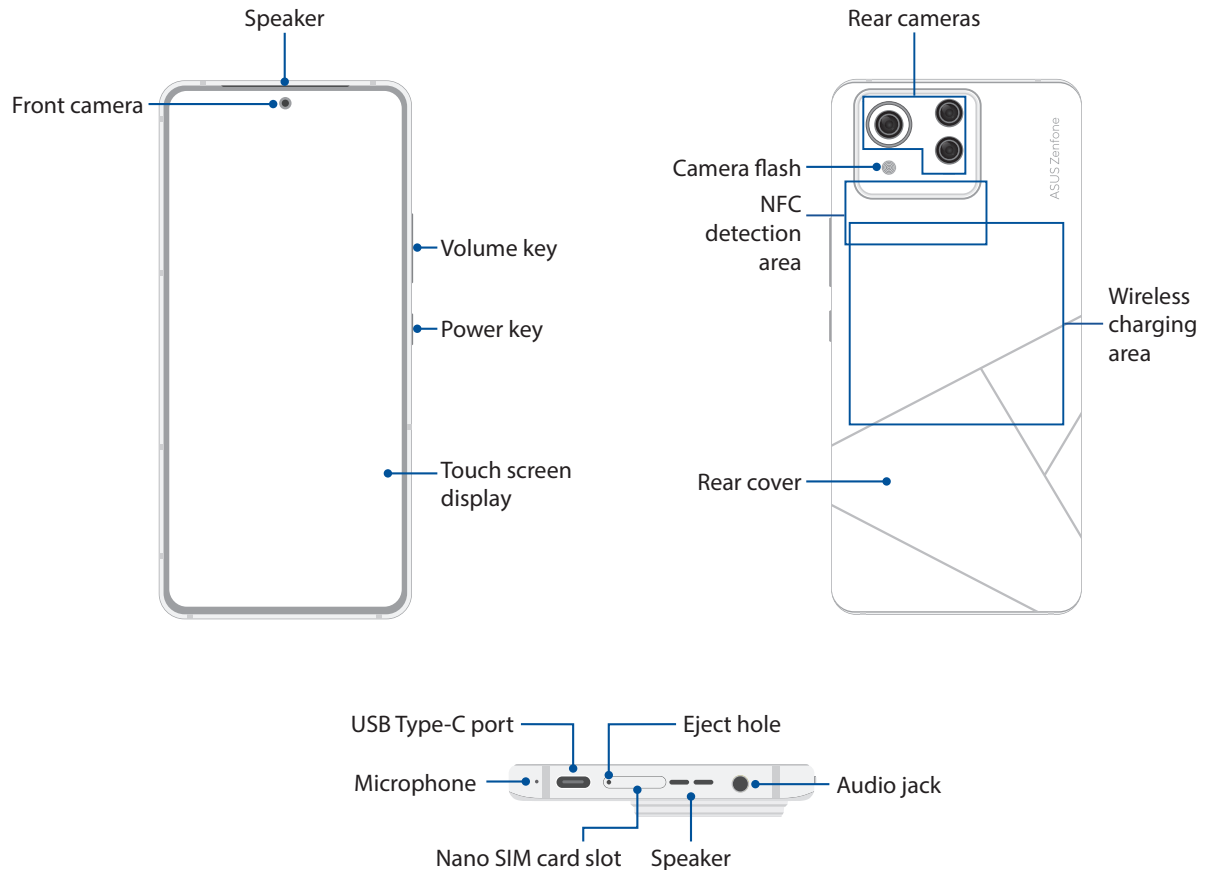 Speaker
Front camera
Volume key
Power key
Touch screen
display
Rear cameras
ASUS Zenfone
Camera flash
NFC
detection
area
Wireless
charging
area
Rear cover
USB Type-C port
Eject hole
Microphone
Audio jack
Nano SIM card slot
Speaker